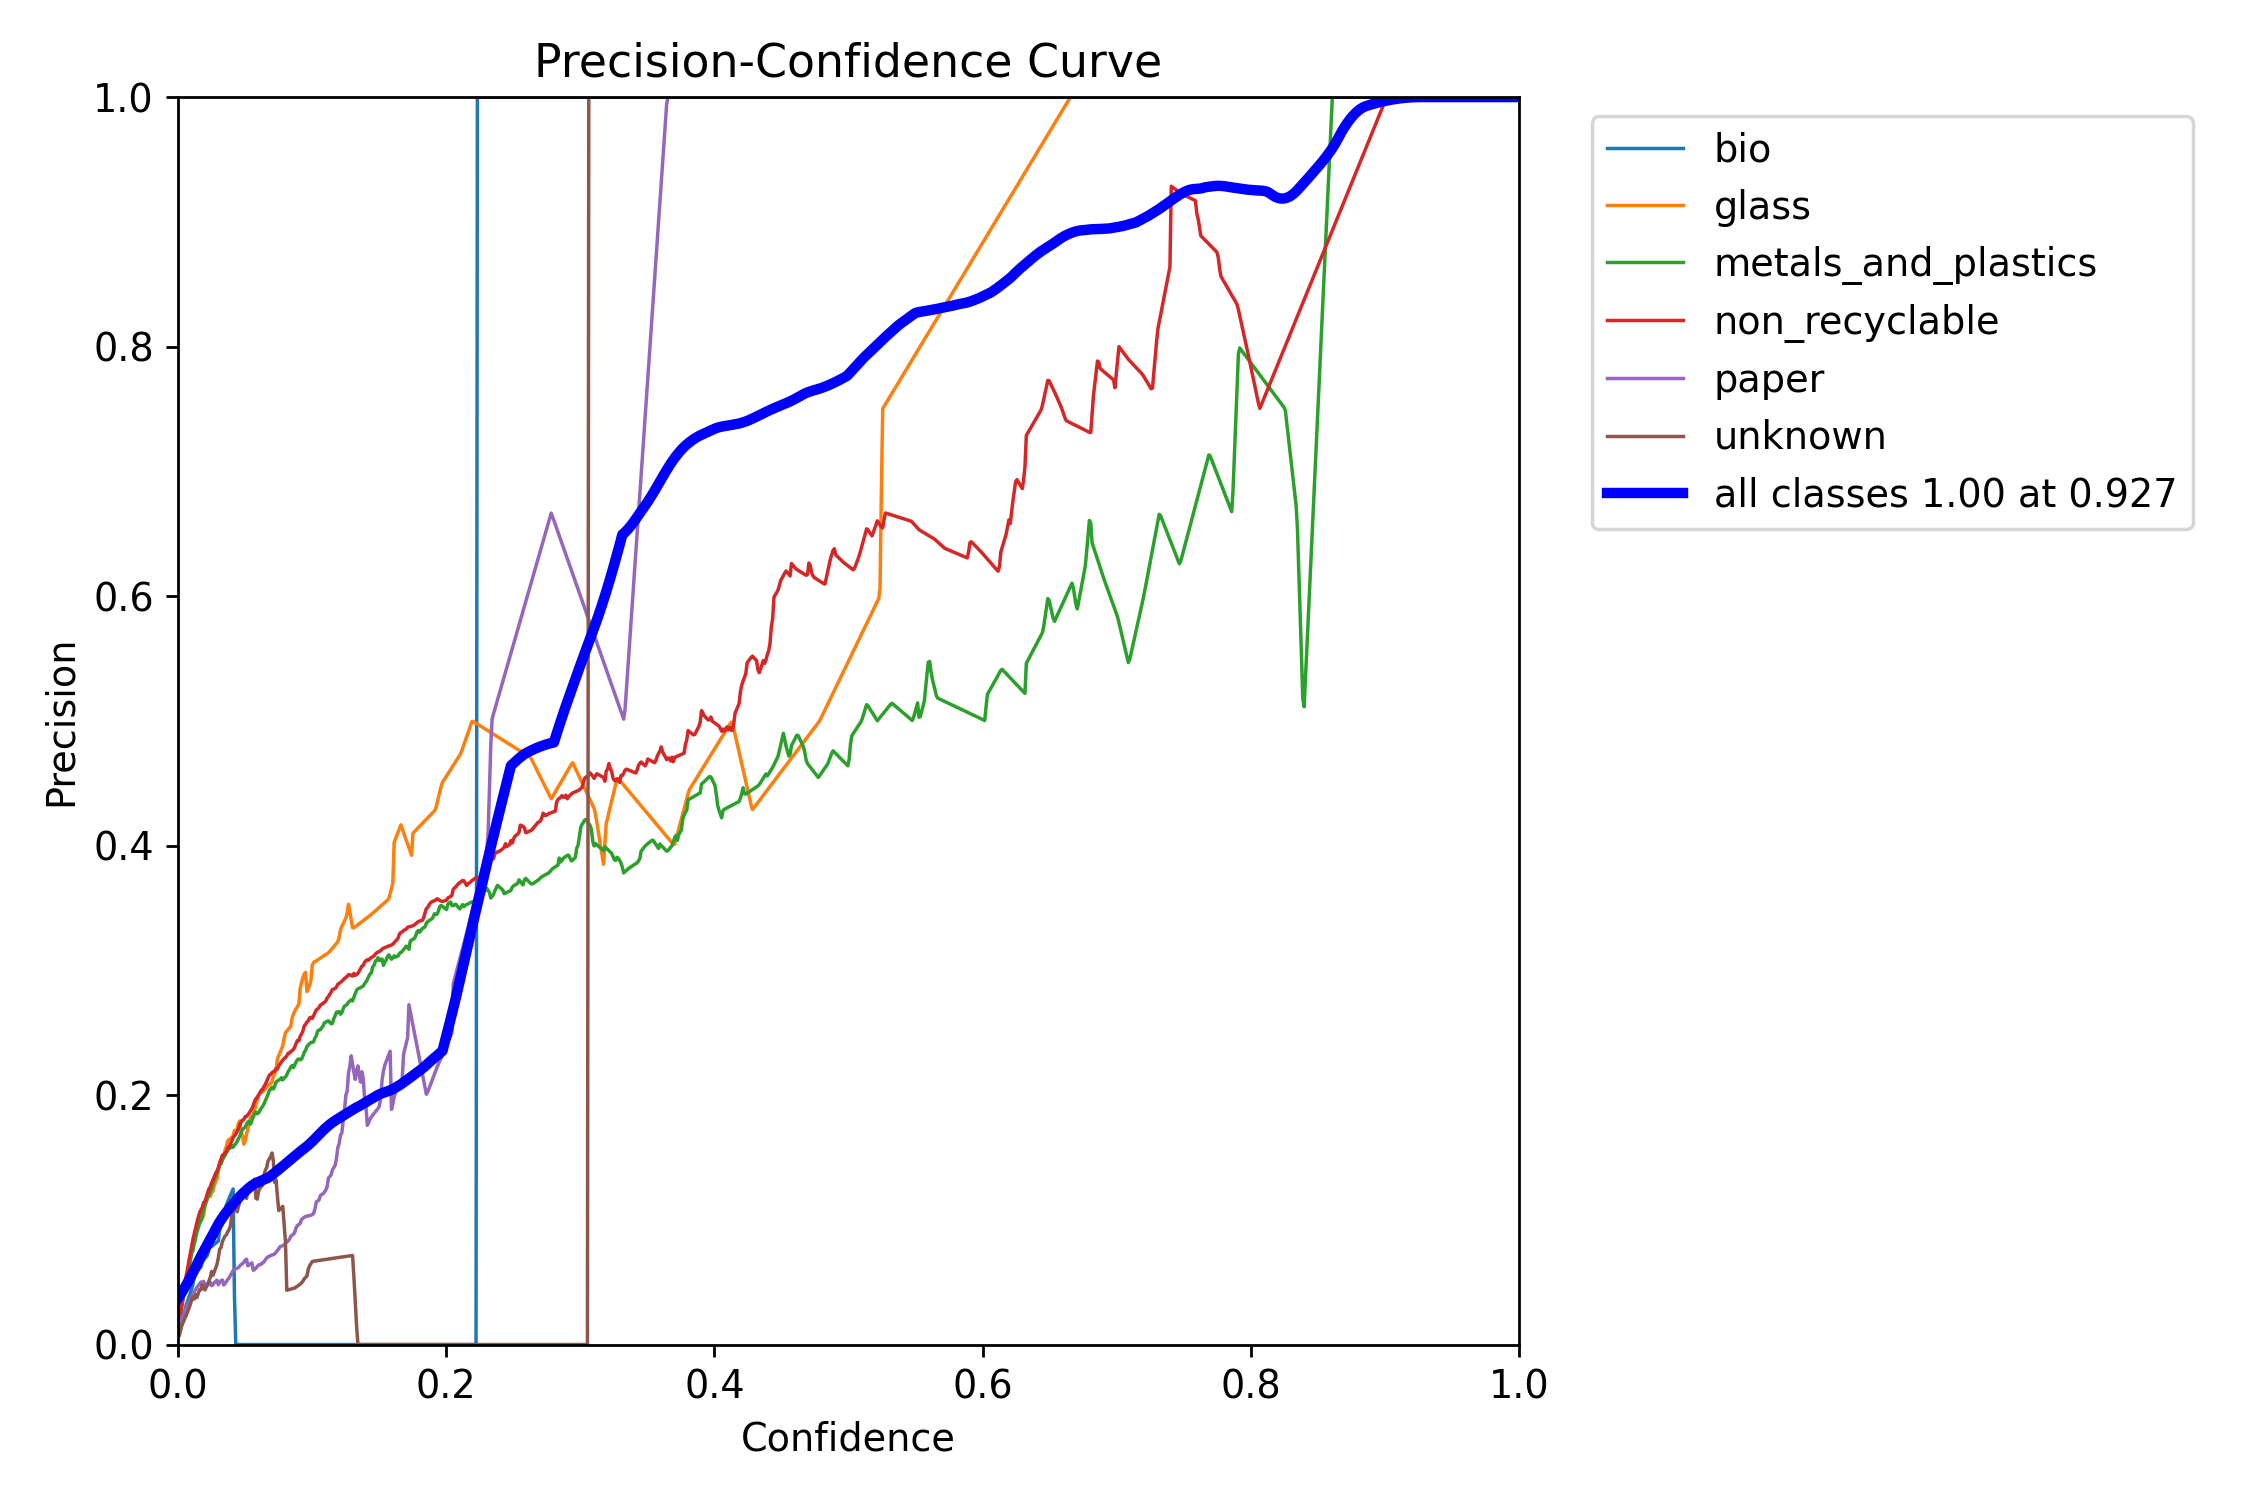 Precision-Confidence Curve
1.0
0.8
0.6
0.4
0.2
0.0
Precision
0.0 0.2 0.4 0.6 0.8 1.0
Confidence
bio
glass
metals_and_plastics
non_recyclable
paper
unknown
all classes 1.00 at 0.927